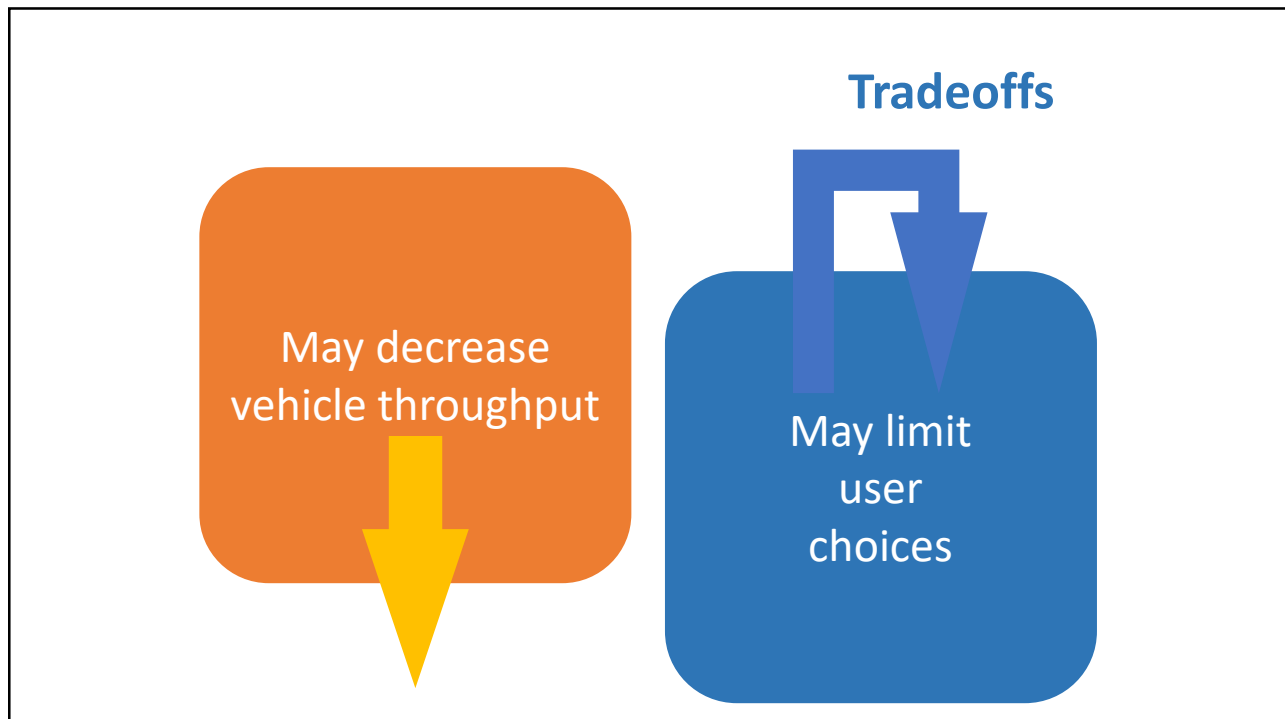 Tradeoffs
May decrease
vehicle throughput
May limit
user
choices